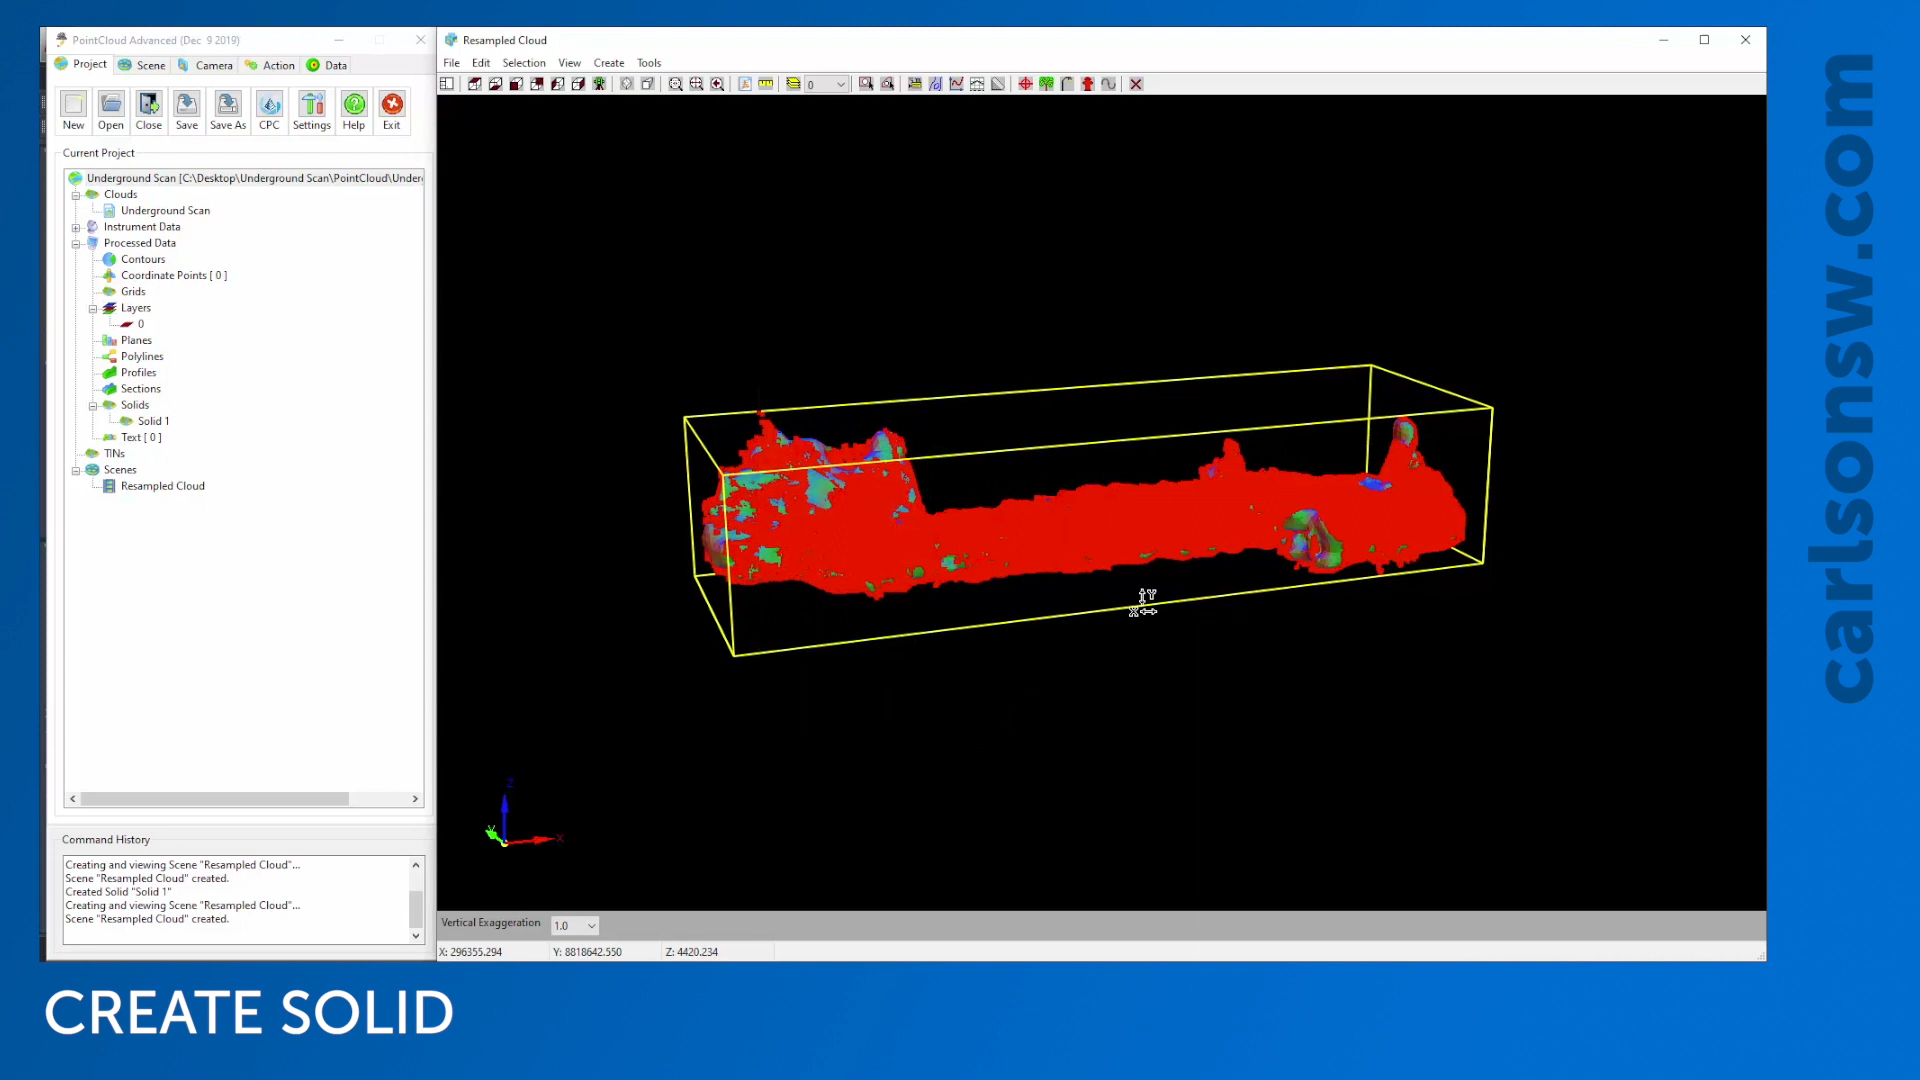 PointCloud Advanced (Dec 9 2019)
Project
Scene
Camera
Action
Data
New
Open
Close
Save
Save As
CPC
Settings
Help
Exit
Current Project
Underground Scan [C:\Desktop\Underground Scan\PointCloud\Under
Clouds
Underground Scan
Instrument Data
Processed Data
Contours
Coordinate Points [ 0 ]
Grids
Layers
0
Planes
Polylines
Profiles
Sections
Solids
Solid 1
Text [ 0 ]
TINs
Scenes
Resampled Cloud
Command History
Creating and viewing Scene "Resampled Cloud"...
Scene "Resampled Cloud" created.
Created Solid "Solid 1"
Creating and viewing Scene "Resampled Cloud"...
Scene "Resampled Cloud" created.
Resampled Cloud
File
Edit
Selection
View
Create
Tools
0
Y
X
Z
Y
X
Vertical Exaggeration
1.0
X: 296355.294
Y: 8818642.550
Z: 4420.234
CREATE SOLID
carlsonsw.com